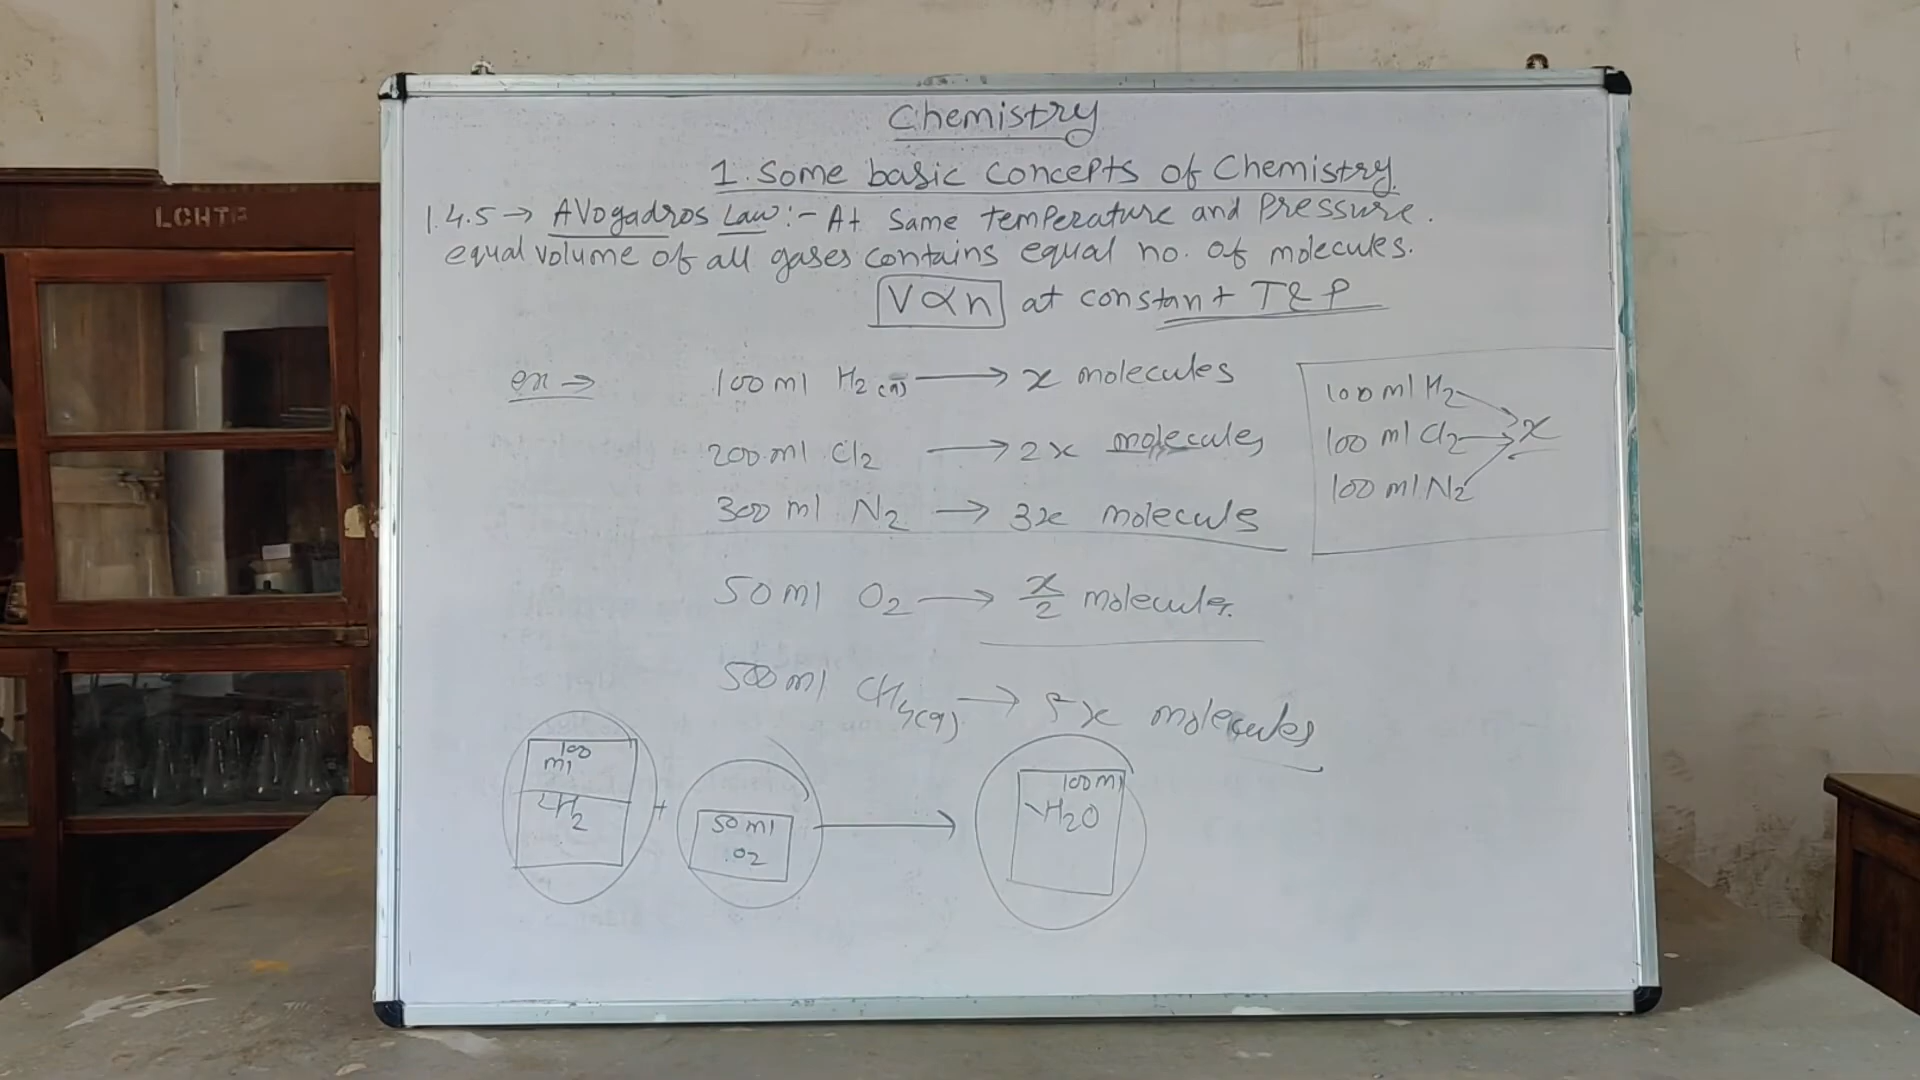 LCHTF
Chemistry
1. Some basic concepts of Chemistry
1.4.5 → Avogadros Law:- At same temperature and Pressure.
equal volume of all gases contains equal no. of molecules.
V∝n at constant T&P
ex →
100 ml H2 (g) → x molecules
200 ml Cl2 → 2x molecules
300 ml N2 → 3x moleculs
100 ml H2
100 ml Cl2 → x
100 ml N2
50 ml O2 → x/2 molecules.
500 ml CH4(g) → 5x molecules
100 ml
H2
+
50 ml
O2
→
100 ml
H2O